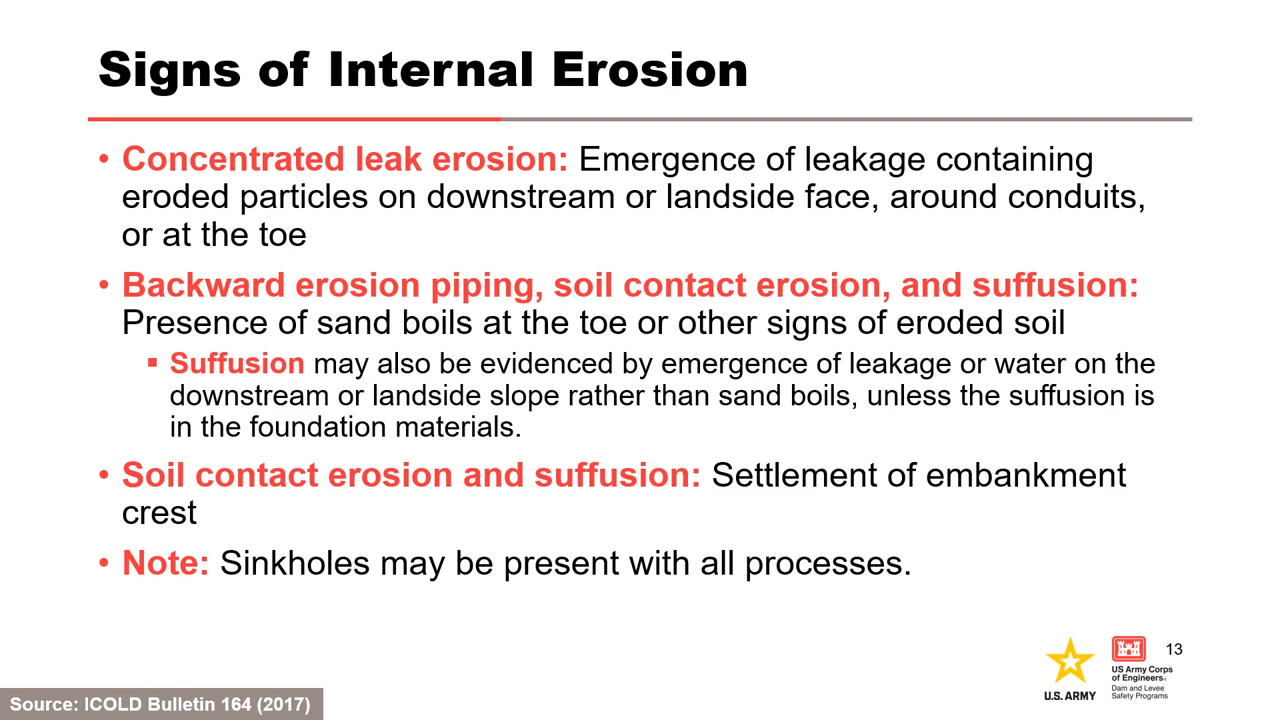 Signs of Internal Erosion
• Concentrated leak erosion: Emergence of leakage containing
eroded particles on downstream or landside face, around conduits,
or at the toe
• Backward erosion piping, soil contact erosion, and suffusion:
Presence of sand boils at the toe or other signs of eroded soil
▪ Suffusion may also be evidenced by emergence of leakage or water on the
downstream or landside slope rather than sand boils, unless the suffusion is
in the foundation materials.
• Soil contact erosion and suffusion: Settlement of embankment
crest
• Note: Sinkholes may be present with all processes.
13
U.S. ARMY
US Army Corps
of Engineers®
Dam and Levee
Safety Programs
Source: ICOLD Bulletin 164 (2017)